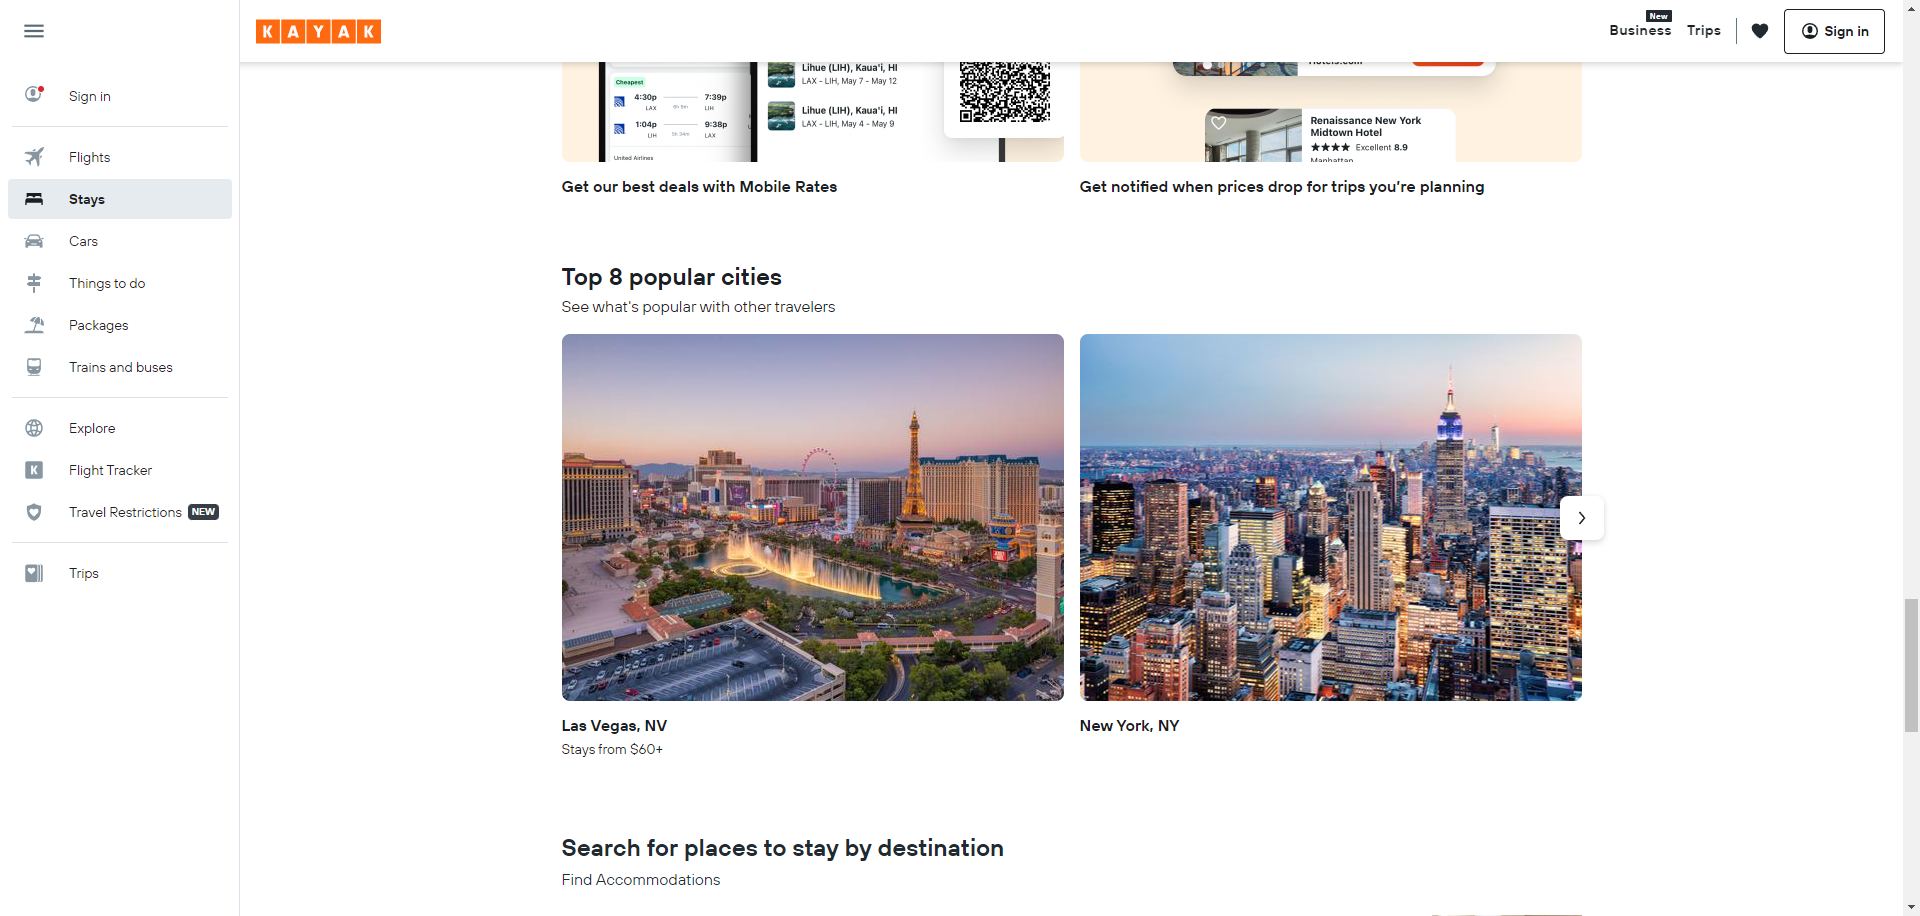 KAYAK
New
Business
Trips
Sign in
Sign in
Flights
Stays
Cars
Things to do
Packages
Trains and buses
Explore
Flight Tracker
Travel Restrictions NEW
Trips
Cheapest
4:30p 7:39p
LAX 6h 9m LIH
1:04p 9:38p
LIH 5h 34m LAX
United Airlines
Lihue (LIH), Kaua'i, HI
LAX - LIH, May 7 - May 12
Lihue (LIH), Kaua'i, HI
LAX - LIH, May 4 - May 9
Hotels.com
Renaissance New York
Midtown Hotel
Excellent 8.9
Manhattan
Get our best deals with Mobile Rates
Get notified when prices drop for trips you’re planning
Top 8 popular cities
See what's popular with other travelers
Las Vegas, NV
Stays from $60+
New York, NY
Search for places to stay by destination
Find Accommodations